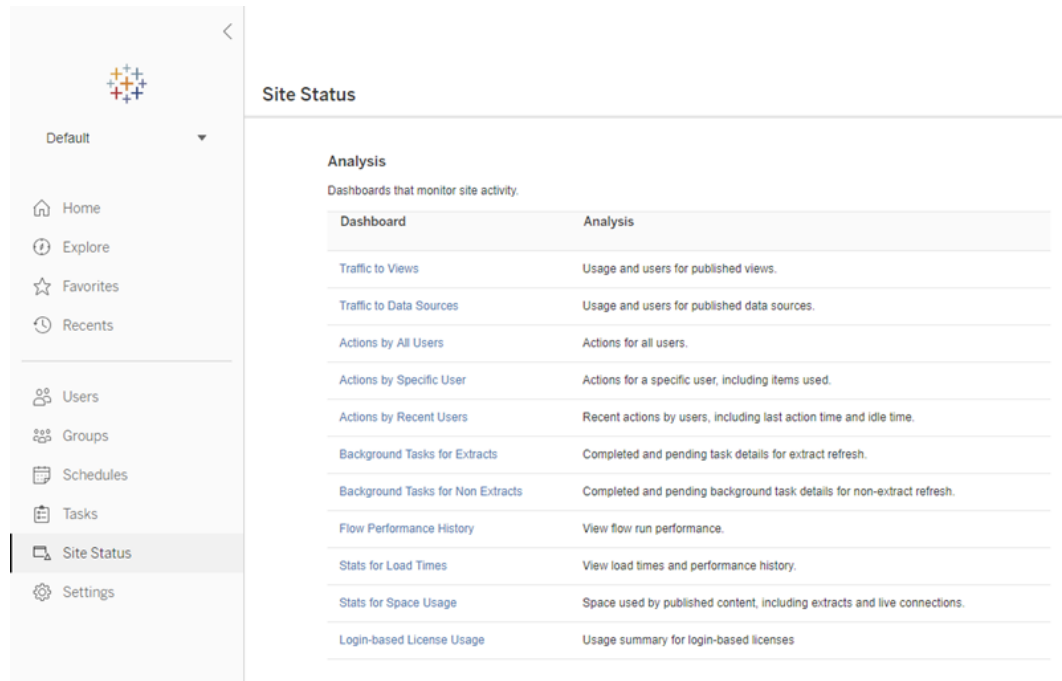 Default
Home
Explore
Favorites
Recents
Users
Groups
Schedules
Tasks
Site Status
Settings
Site Status
Analysis
Dashboards that monitor site activity.
Dashboard Analysis
Traffic to Views Usage and users for published views.
Traffic to Data Sources Usage and users for published data sources.
Actions by All Users Actions for all users.
Actions by Specific User Actions for a specific user, including items used.
Actions by Recent Users Recent actions by users, including last action time and idle time.
Background Tasks for Extracts Completed and pending task details for extract refresh.
Background Tasks for Non Extracts Completed and pending background task details for non-extract refresh.
Flow Performance History View flow run performance.
Stats for Load Times View load times and performance history.
Stats for Space Usage Space used by published content, including extracts and live connections.
Login-based License Usage Usage summary for login-based licenses